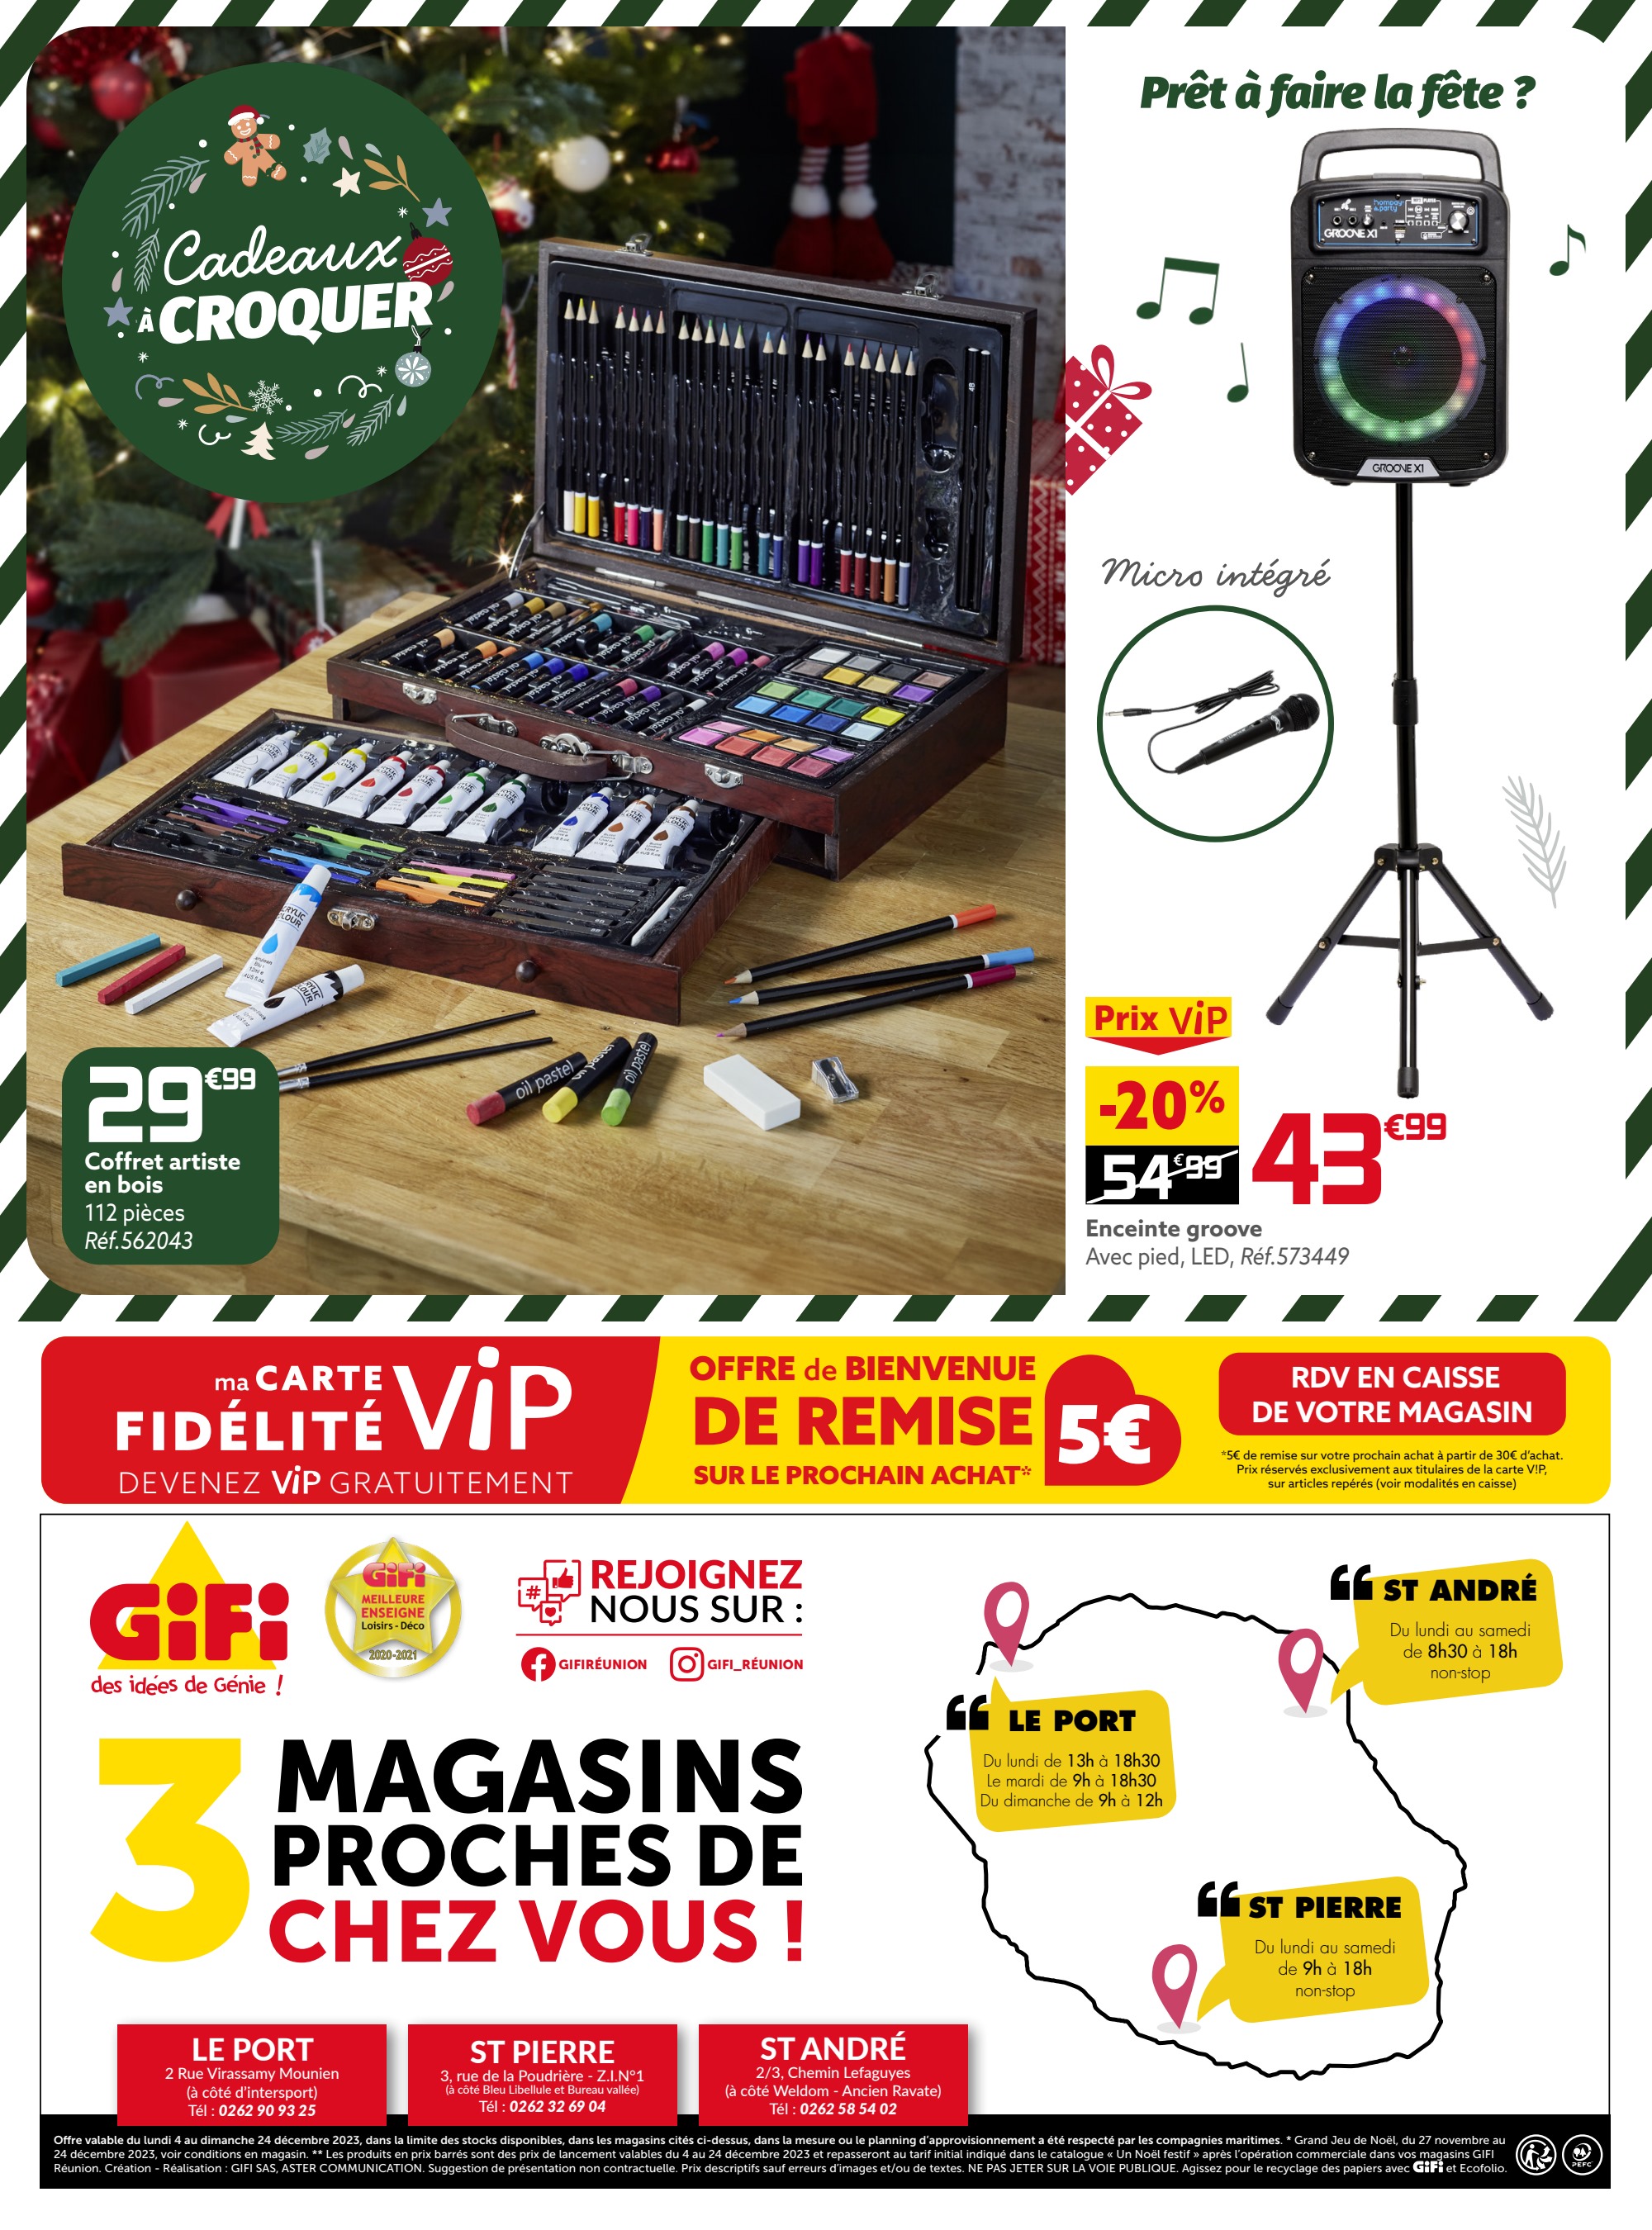 Cadeaux
À CROQUER
Prêt à faire la fête ?
hompay
& party
GROOVE X1
GROOVE X1
Micro intégré
4B
oil pastel
oil pastel
29€99
Coffret artiste
en bois
112 pièces
Réf.562043
Prix ViP
-20%
54€99
43€99
Enceinte groove
Avec pied, LED, Réf.573449
ma CARTE
FIDÉLITÉ ViP
DEVENEZ ViP GRATUITEMENT
OFFRE de BIENVENUE
DE REMISE
5€
SUR LE PROCHAIN ACHAT*
RDV EN CAISSE
DE VOTRE MAGASIN
*5€ de remise sur votre prochain achat à partir de 30€ d'achat.
Prix réservés exclusivement aux titulaires de la carte V!P,
sur articles repérés (voir modalités en caisse)
GiFi
des idées de Génie !
GiFi
MEILLEURE
ENSEIGNE
Loisirs - Déco
2020-2021
#
REJOIGNEZ
NOUS SUR :
GIFIRÉUNION
GIFI_RÉUNION
3 MAGASINS
PROCHES DE
CHEZ VOUS !
ST ANDRÉ
Du lundi au samedi
de 8h30 à 18h
non-stop
LE PORT
Du lundi de 13h à 18h30
Le mardi de 9h à 18h30
Du dimanche de 9h à 12h
ST PIERRE
Du lundi au samedi
de 9h à 18h
non-stop
LE PORT
2 Rue Virassamy Mounien
(à côté d'intersport)
Tél : 0262 90 93 25
ST PIERRE
3, rue de la Poudrière - Z.I.N°1
(à côté Bleu Libellule et Bureau vallée)
Tél : 0262 32 69 04
ST ANDRÉ
2/3, Chemin Lefaguyes
(à côté Weldom - Ancien Ravate)
Tél : 0262 58 54 02
Offre valable du lundi 4 au dimanche 24 décembre 2023, dans la limite des stocks disponibles, dans les magasins cités ci-dessus, dans la mesure ou le planning d'approvisionnement a été respecté par les compagnies maritimes. * Grand Jeu de Noël, du 27 novembre au
24 décembre 2023, voir conditions en magasin. ** Les produits en prix barrés sont des prix de lancement valables du 4 au 24 décembre 2023 et repasseront au tarif initial indiqué dans le catalogue « Un Noël festif » après l'opération commerciale dans vos magasins GIFI
Réunion. Création - Réalisation : GIFI SAS, ASTER COMMUNICATION. Suggestion de présentation non contractuelle. Prix descriptifs sauf erreurs d'images et/ou de textes. NE PAS JETER SUR LA VOIE PUBLIQUE. Agissez pour le recyclage des papiers avec GiFi et Ecofolio.
PEFC